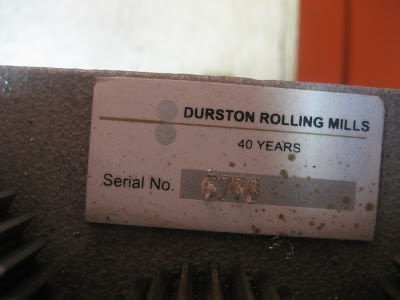 DURSTON ROLLING MILLS
40 YEARS
Serial No.